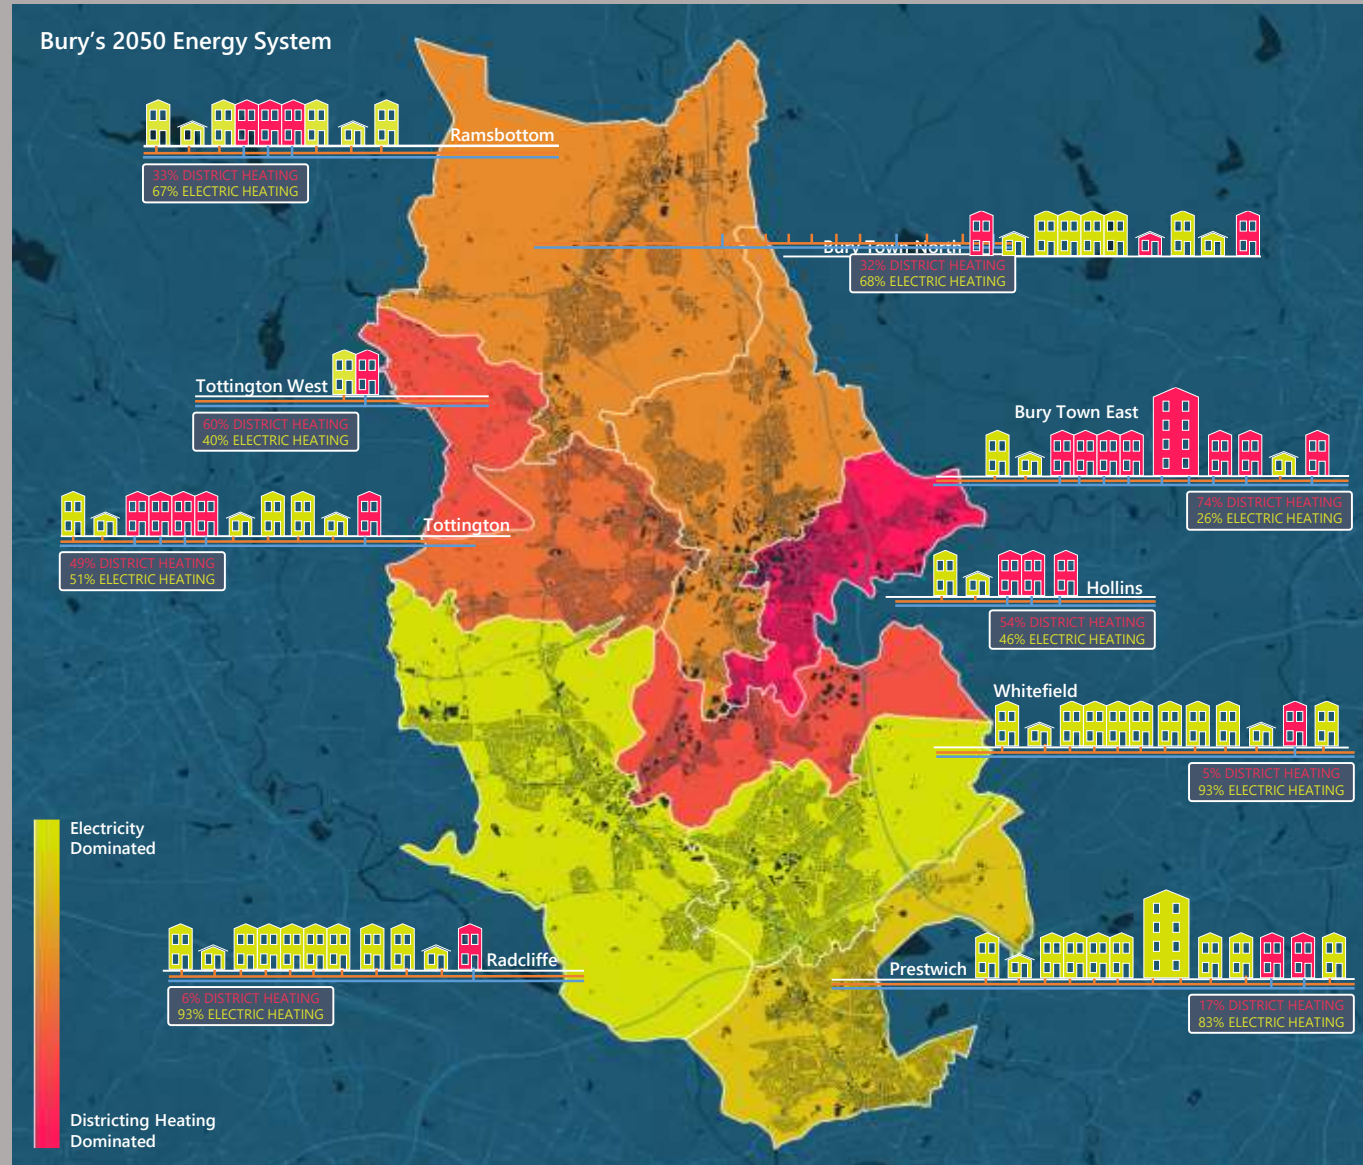 Bury's 2050 Energy System
Ramsbottom
33% DISTRICT HEATING
67% ELECTRIC HEATING
Bury Town North
32% DISTRICT HEATING
68% ELECTRIC HEATING
Tottington West
60% DISTRICT HEATING
40% ELECTRIC HEATING
Bury Town East
74% DISTRICT HEATING
26% ELECTRIC HEATING
Tottington
49% DISTRICT HEATING
51% ELECTRIC HEATING
Hollins
54% DISTRICT HEATING
46% ELECTRIC HEATING
Whitefield
5% DISTRICT HEATING
93% ELECTRIC HEATING
Electricity
Dominated
Radcliffe
6% DISTRICT HEATING
93% ELECTRIC HEATING
Prestwich
17% DISTRICT HEATING
83% ELECTRIC HEATING
Districting Heating
Dominated